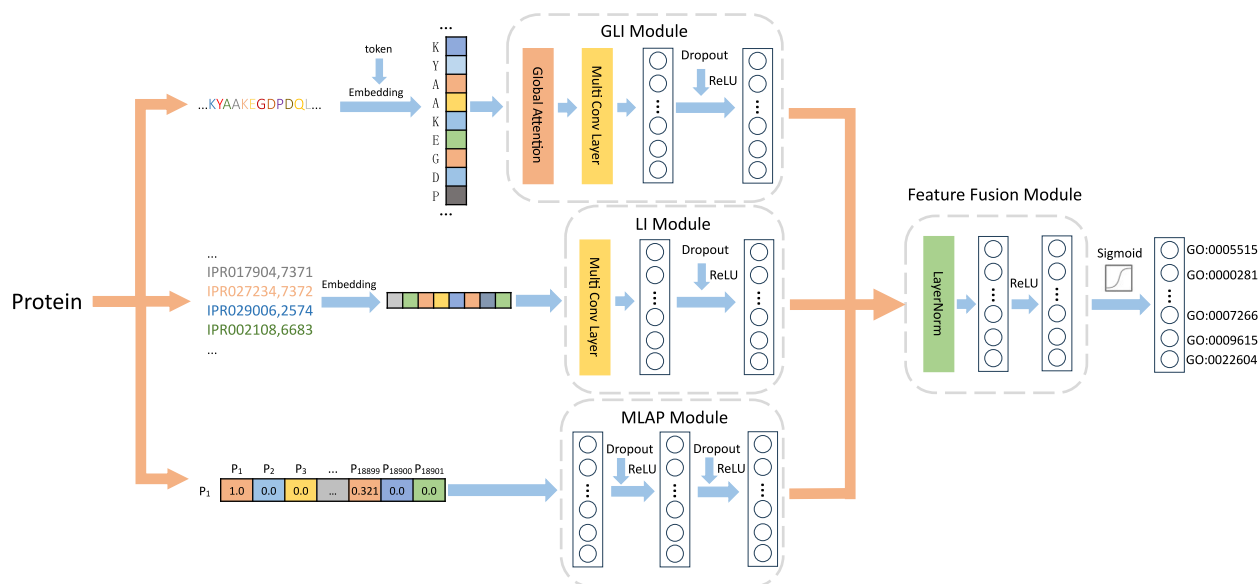 Protein
...KYAAKEGDPDQL...
token
Embedding
...
K
Y
A
A
K
E
G
D
P
...
GLI Module
Global Attention
Multi Conv Layer
Dropout
ReLU
...
IPR017904,7371
IPR027234,7372
IPR029006,2574
IPR002108,6683
...
Embedding
LI Module
Multi Conv Layer
Dropout
ReLU
P1 P2 P3 ... P18899 P18900 P18901
P1 1.0 0.0 0.0 ... 0.321 0.0 0.0
MLAP Module
Dropout
ReLU
Dropout
ReLU
Feature Fusion Module
LayerNorm
ReLU
Sigmoid
GO:0005515
GO:0000281
GO:0007266
GO:0009615
GO:0022604